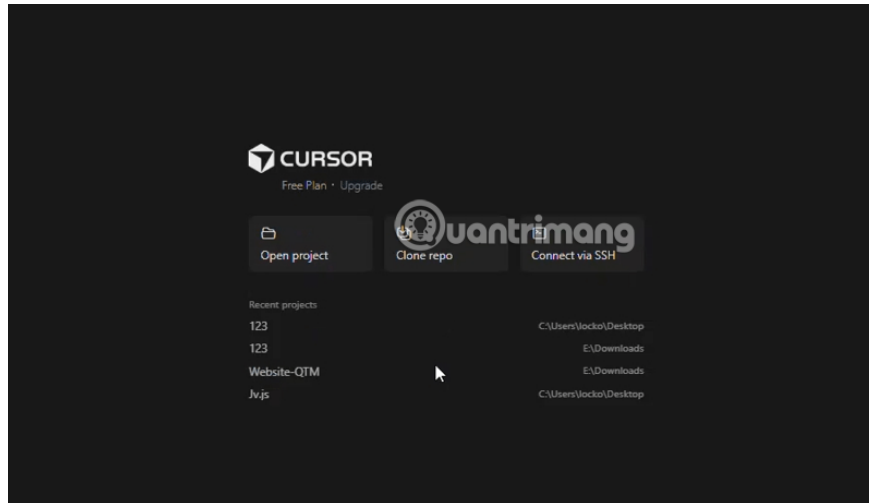 CURSOR
Free Plan · Upgrade
Quantrimang
Open project
Clone repo
Connect via SSH
Recent projects
123 C:\Users\locko\Desktop
123 E:\Downloads
Website-QTM E:\Downloads
Jv.js C:\Users\locko\Desktop